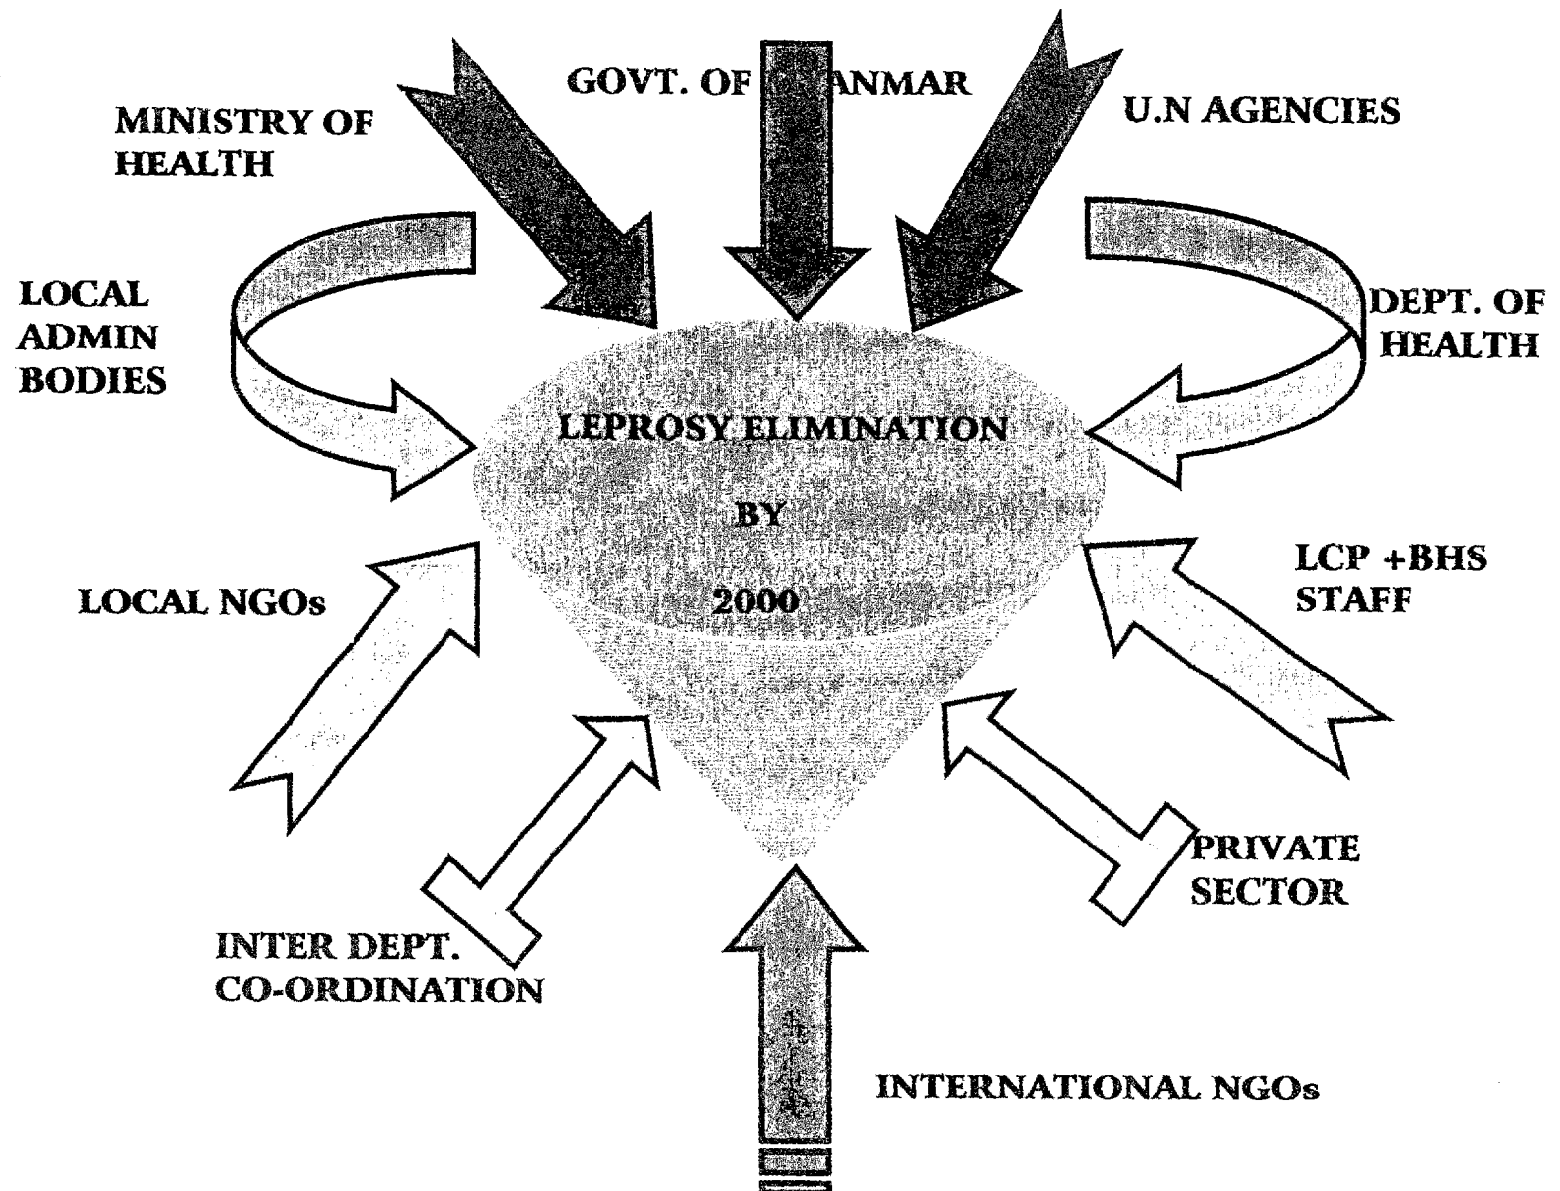 GOVT. OF ANMAR
MINISTRY OF
HEALTH
U.N AGENCIES
LOCAL
ADMIN
BODIES
DEPT. OF
HEALTH
LEPROSY ELIMINATION
BY
2000
LOCAL NGOs
LCP +BHS
STAFF
PRIVATE
SECTOR
INTER DEPT.
CO-ORDINATION
INTERNATIONAL NGOs